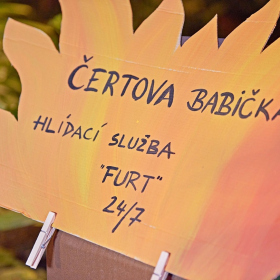 ČERTOVA BABIČKA
HLÍDACÍ SLUŽBA
"FURT"
24/7